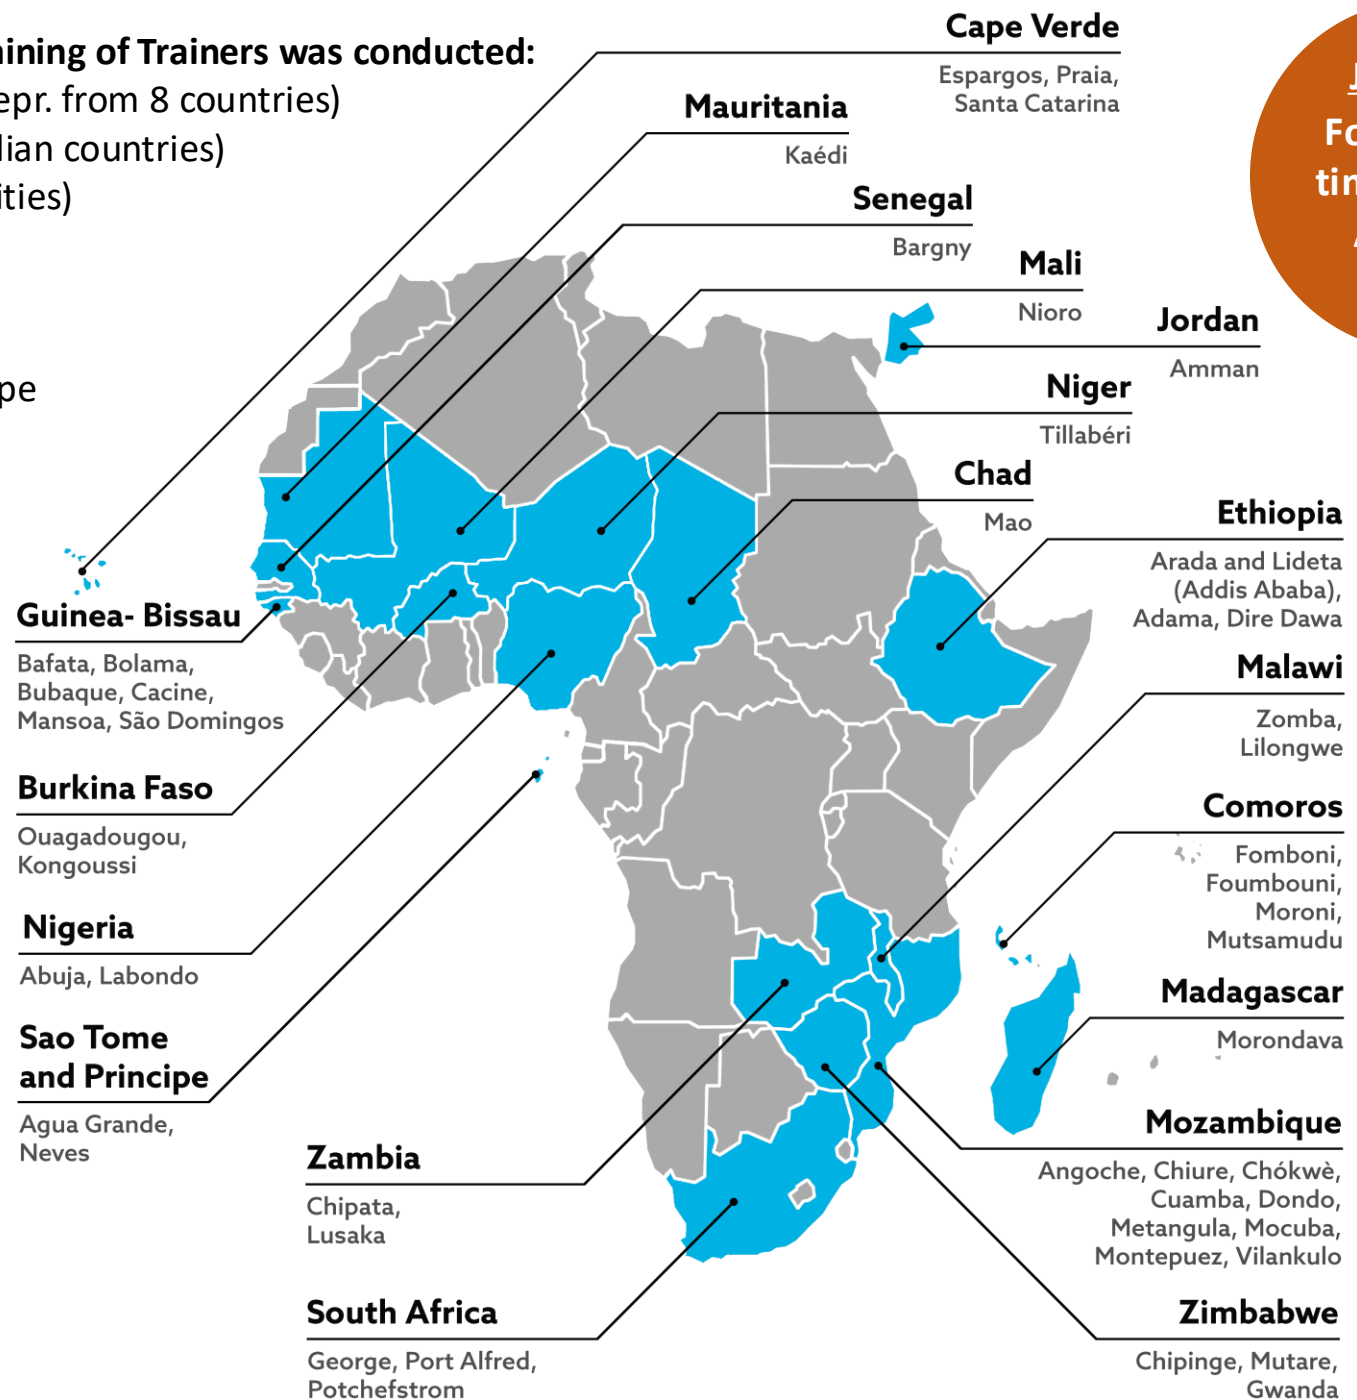 aining of Trainers was conducted:
epr. from 8 countries)
lian countries)
ities)
pe
Cape Verde
Espargos, Praia,
Santa Catarina
Mauritania
Kaédi
Senegal
Bargny
Mali
Nioro
Jordan
Amman
Niger
Tillabéri
Chad
Mao
Ethiopia
Arada and Lideta
(Addis Ababa),
Adama, Dire Dawa
Malawi
Zomba,
Lilongwe
Comoros
Fomboni,
Foumbouni,
Moroni,
Mutsamudu
Madagascar
Morondava
Mozambique
Angoche, Chiure, Chókwè,
Cuamba, Dondo,
Metangula, Mocuba,
Montepuez, Vilankulo
Zimbabwe
Chipinge, Mutare,
Gwanda
Guinea- Bissau
Bafata, Bolama,
Bubaque, Cacine,
Mansoa, São Domingos
Burkina Faso
Ouagadougou,
Kongoussi
Nigeria
Abuja, Labondo
Sao Tome
and Principe
Agua Grande,
Neves
Zambia
Chipata,
Lusaka
South Africa
George, Port Alfred,
Potchefstrom
J
Fo
tin